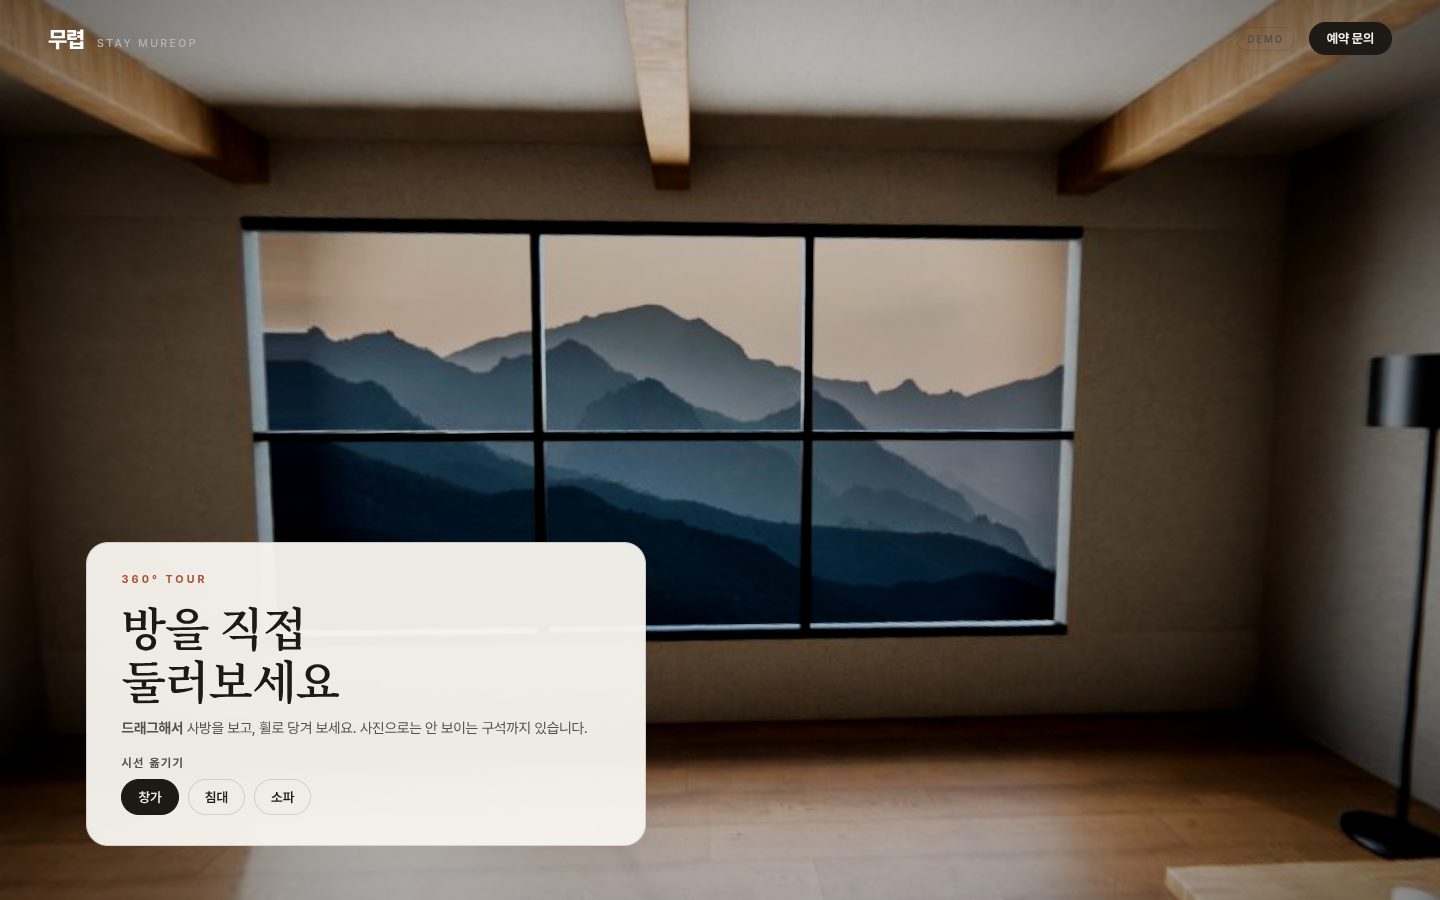 무렵 STAY MUREOP
DEMO
예약 문의
360° TOUR
방을 직접
둘러보세요
드래그해서 사방을 보고, 휠로 당겨 보세요. 사진으로는 안 보이는 구석까지 있습니다.
시선 옮기기
창가 침대 소파